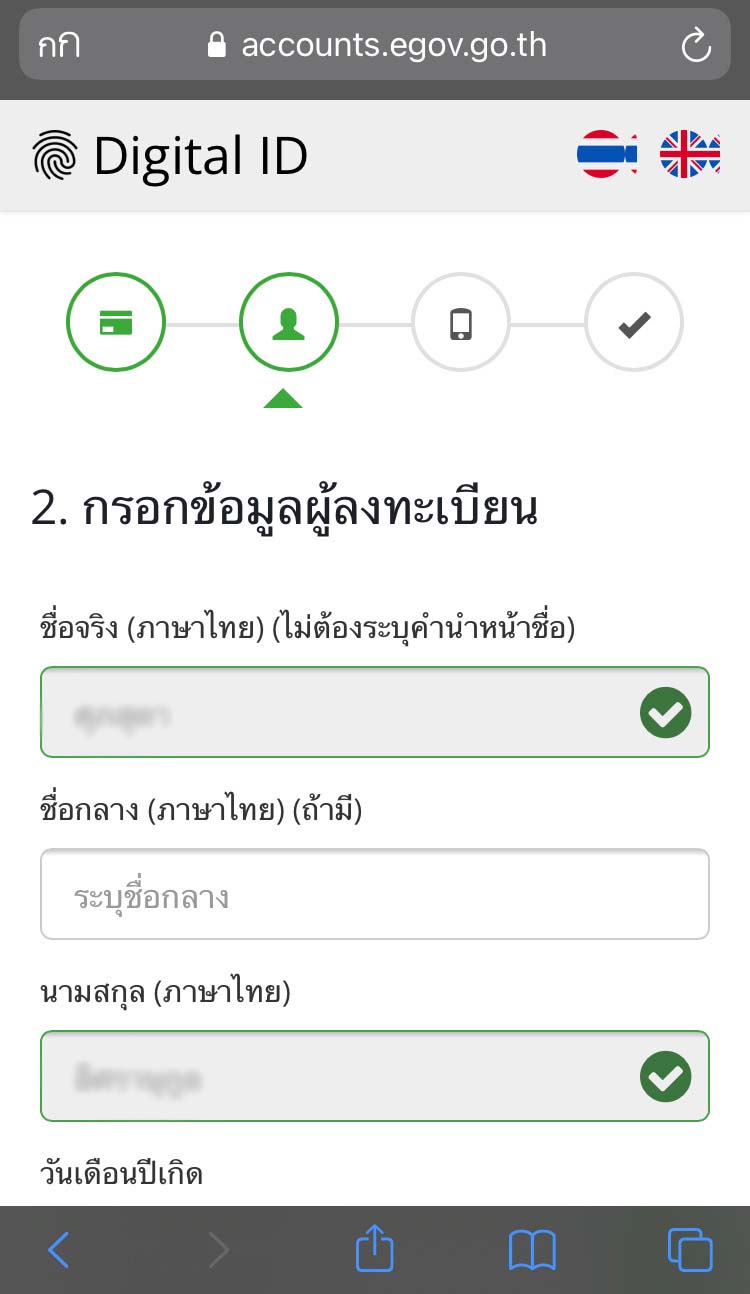 กก
accounts.egov.go.th
Digital ID
2. กรอกข้อมูลผู้ลงทะเบียน
ชื่อจริง (ภาษาไทย) (ไม่ต้องระบุคำนำหน้าชื่อ)
ชื่อกลาง (ภาษาไทย) (ถ้ามี)
ระบุชื่อกลาง
นามสกุล (ภาษาไทย)
วันเดือนปีเกิด